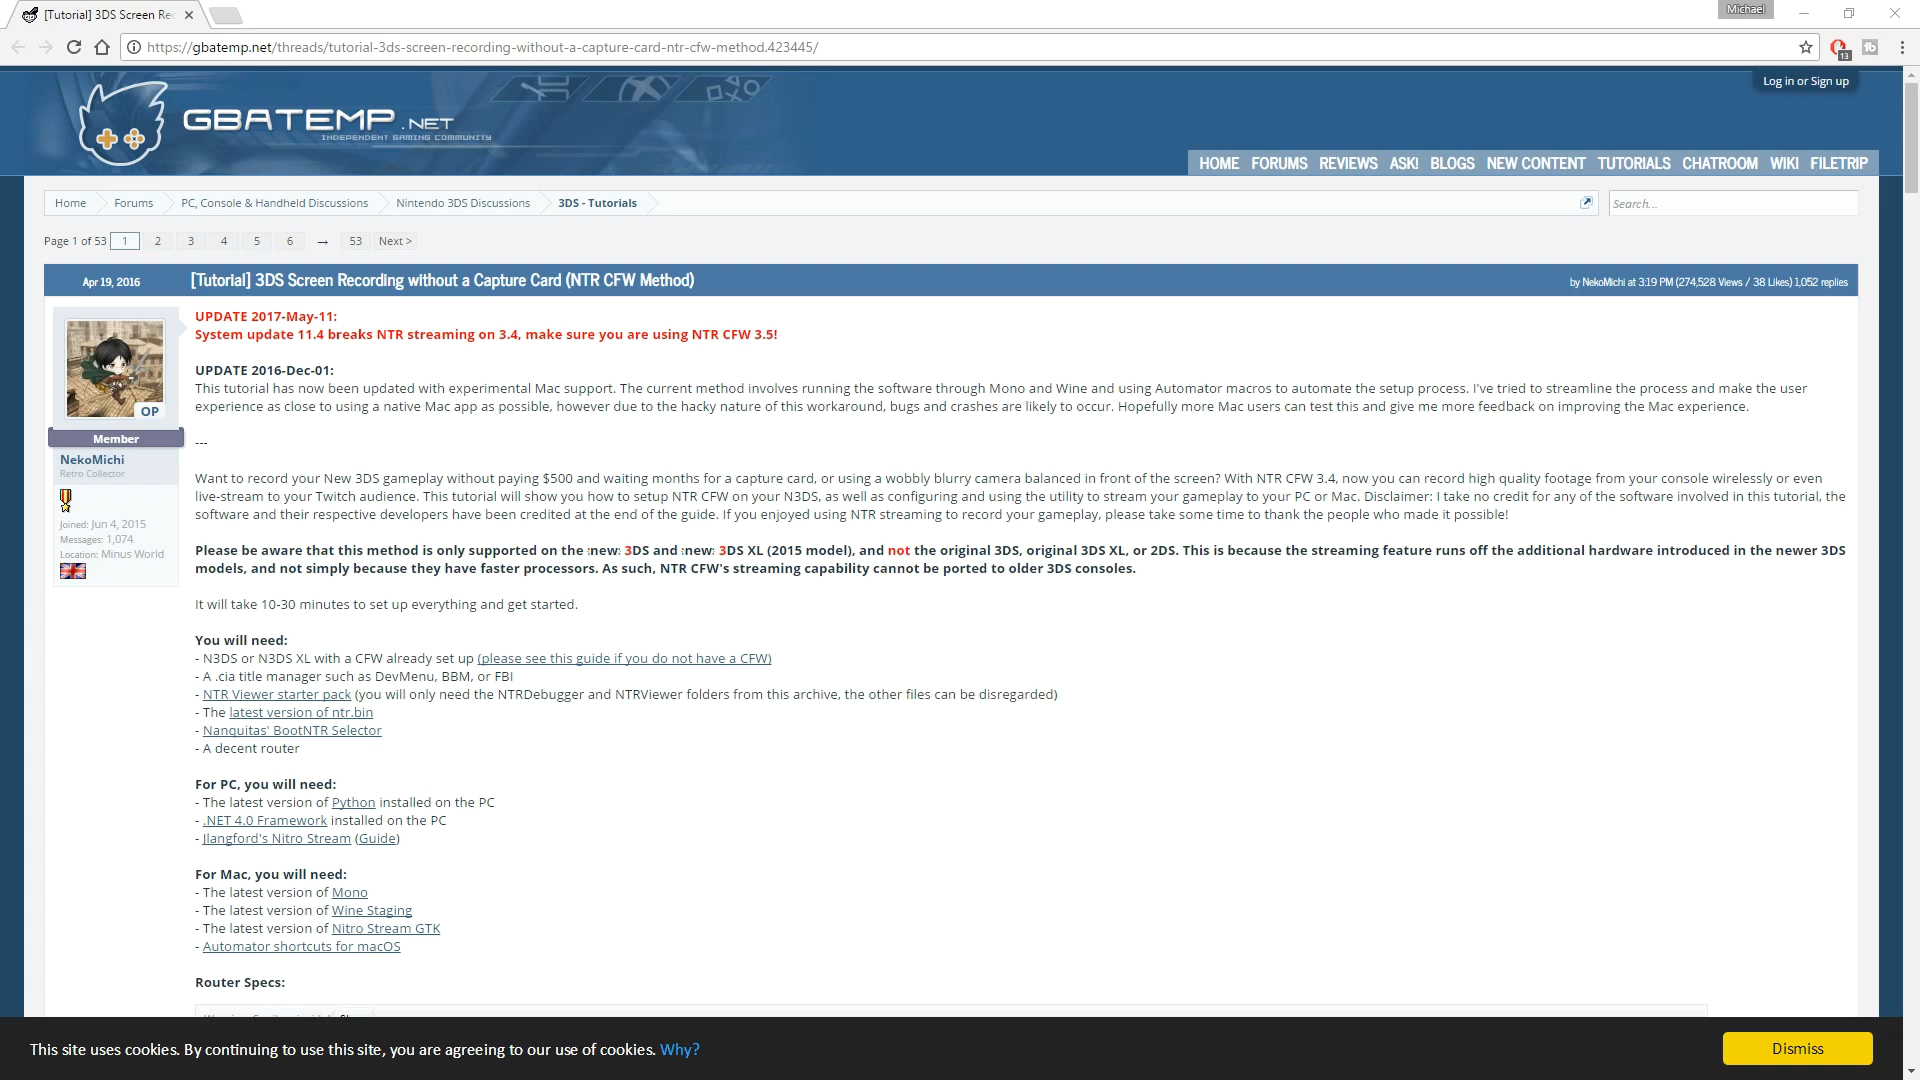 [Tutorial] 3DS Screen Rec
Michael
https://gbatemp.net/threads/tutorial-3ds-screen-recording-without-a-capture-card-ntr-cfw-method.423445/
13
Log in or Sign up
GBATEMP.NET
INDEPENDENT GAMING COMMUNITY
HOME FORUMS REVIEWS ASK! BLOGS NEW CONTENT TUTORIALS CHATROOM WIKI FILETRIP
Home Forums PC, Console & Handheld Discussions Nintendo 3DS Discussions 3DS - Tutorials
Search...
Page 1 of 53 1 2 3 4 5 6 → 53 Next >
Apr 19, 2016 [Tutorial] 3DS Screen Recording without a Capture Card (NTR CFW Method) by NekoMichi at 3:19 PM (274,528 Views / 38 Likes) 1,052 replies
OP
Member
NekoMichi
Retro Collector
Joined: Jun 4, 2015
Messages: 1,074
Location: Minus World
UPDATE 2017-May-11:
System update 11.4 breaks NTR streaming on 3.4, make sure you are using NTR CFW 3.5!
UPDATE 2016-Dec-01:
This tutorial has now been updated with experimental Mac support. The current method involves running the software through Mono and Wine and using Automator macros to automate the setup process. I've tried to streamline the process and make the user
experience as close to using a native Mac app as possible, however due to the hacky nature of this workaround, bugs and crashes are likely to occur. Hopefully more Mac users can test this and give me more feedback on improving the Mac experience.
---
Want to record your New 3DS gameplay without paying $500 and waiting months for a capture card, or using a wobbly blurry camera balanced in front of the screen? With NTR CFW 3.4, now you can record high quality footage from your console wirelessly or even
live-stream to your Twitch audience. This tutorial will show you how to setup NTR CFW on your N3DS, as well as configuring and using the utility to stream your gameplay to your PC or Mac. Disclaimer: I take no credit for any of the software involved in this tutorial, the
software and their respective developers have been credited at the end of the guide. If you enjoyed using NTR streaming to record your gameplay, please take some time to thank the people who made it possible!
Please be aware that this method is only supported on the :new: 3DS and :new: 3DS XL (2015 model), and not the original 3DS, original 3DS XL, or 2DS. This is because the streaming feature runs off the additional hardware introduced in the newer 3DS
models, and not simply because they have faster processors. As such, NTR CFW's streaming capability cannot be ported to older 3DS consoles.
It will take 10-30 minutes to set up everything and get started.
You will need:
- N3DS or N3DS XL with a CFW already set up (please see this guide if you do not have a CFW)
- A .cia title manager such as DevMenu, BBM, or FBI
- NTR Viewer starter pack (you will only need the NTRDebugger and NTRViewer folders from this archive, the other files can be disregarded)
- The latest version of ntr.bin
- Nanquitas' BootNTR Selector
- A decent router
For PC, you will need:
- The latest version of Python installed on the PC
- .NET 4.0 Framework installed on the PC
- Jlangford's Nitro Stream (Guide)
For Mac, you will need:
- The latest version of Mono
- The latest version of Wine Staging
- The latest version of Nitro Stream GTK
- Automator shortcuts for macOS
Router Specs:
This site uses cookies. By continuing to use this site, you are agreeing to our use of cookies. Why?
Dismiss